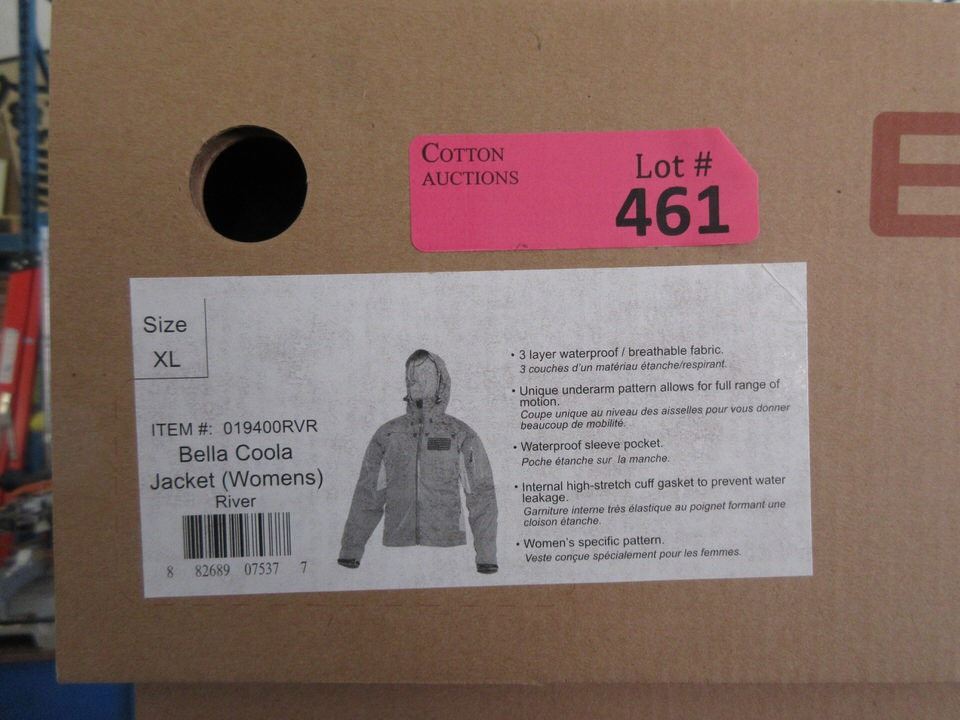 COTTON
AUCTIONS
Lot #
461
Size
XL
ITEM #: 019400RVR
Bella Coola
Jacket (Womens)
River
8 82689 07537 7
• 3 layer waterproof / breathable fabric.
3 couches d'un matériau étanche/respirant.
• Unique underarm pattern allows for full range of
motion.
Coupe unique au niveau des aisselles pour vous donner
beaucoup de mobilité.
• Waterproof sleeve pocket.
Poche étanche sur la manche.
• Internal high-stretch cuff gasket to prevent water
leakage.
Garniture interne très élastique au poignet formant une
cloison étanche.
• Women's specific pattern.
Veste conçue spécialement pour les femmes.